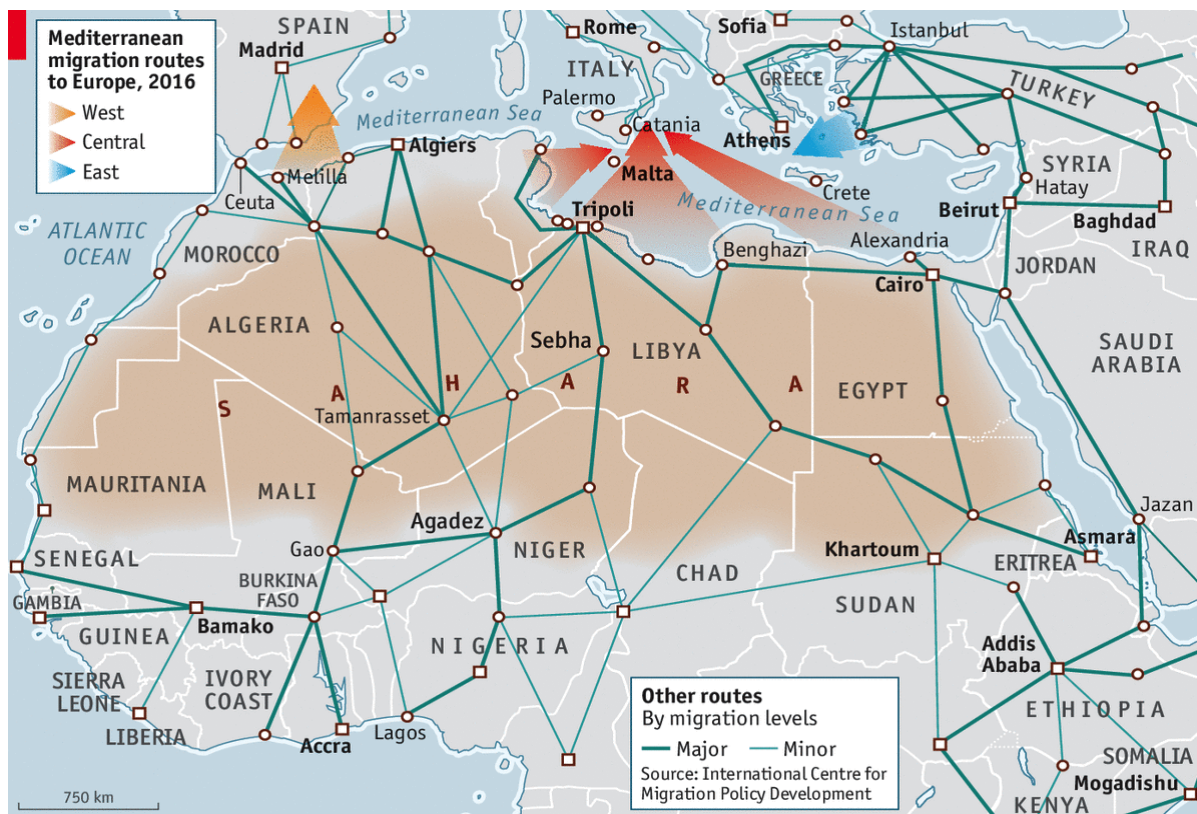 Mediterranean
migration routes
to Europe, 2016
West
Central
East
SPAIN
Madrid
Rome
Sofia
Istanbul
ITALY
GREECE
TURKEY
Palermo
Mediterranean Sea
Catania
Athens
Algiers
Malta
SYRIA
Melilla
Hatay
Ceuta
Crete
Tripoli
Mediterranean Sea
Beirut
Baghdad
ATLANTIC
OCEAN
MOROCCO
Benghazi
Alexandria
IRAQ
Cairo
JORDAN
ALGERIA
Sebha
LIBYA
SAUDI
ARABIA
S A H A R A
EGYPT
Tamanrasset
MAURITANIA
MALI
Agadez
Jazan
Gao
NIGER
Asmara
SENEGAL
Khartoum
ERITREA
CHAD
BURKINA
FASO
GAMBIA
SUDAN
Bamako
GUINEA
NIGERIA
Addis
Ababa
SIERRA
LEONE
IVORY
COAST
ETHIOPIA
LIBERIA
Accra
Lagos
SOMALIA
Mogadishu
KENYA
Other routes
By migration levels
Major
Minor
Source: International Centre for
Migration Policy Development
750 km